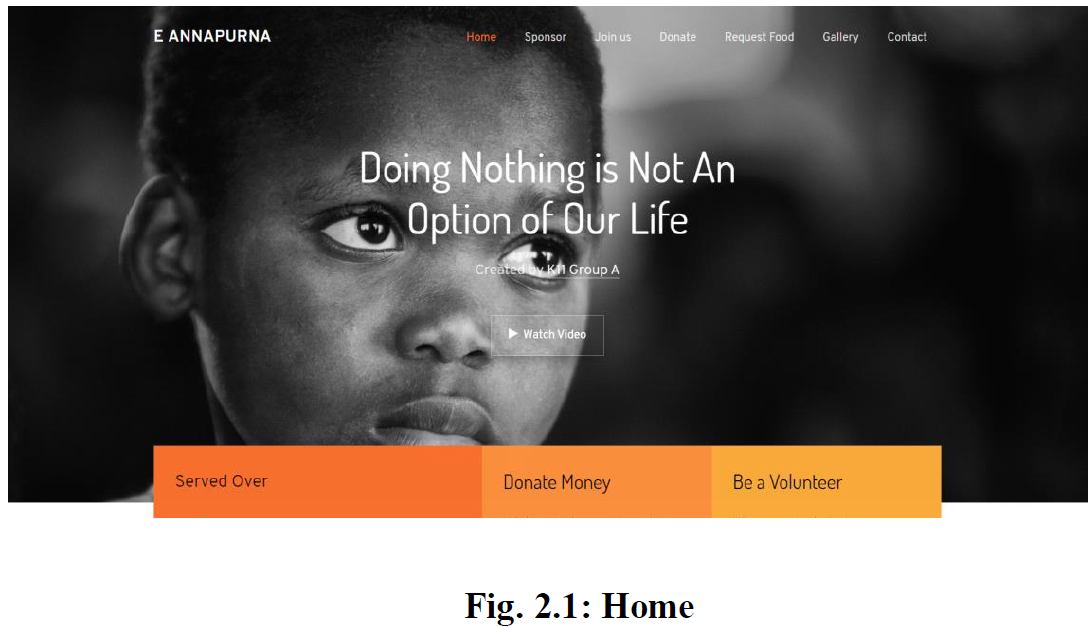 E ANNAPURNA
Home Sponsor Join us Donate Request Food Gallery Contact
Doing Nothing is Not An
Option of Our Life
Created by K11 Group A
Watch Video
Served Over
Donate Money
Be a Volunteer
Fig. 2.1: Home